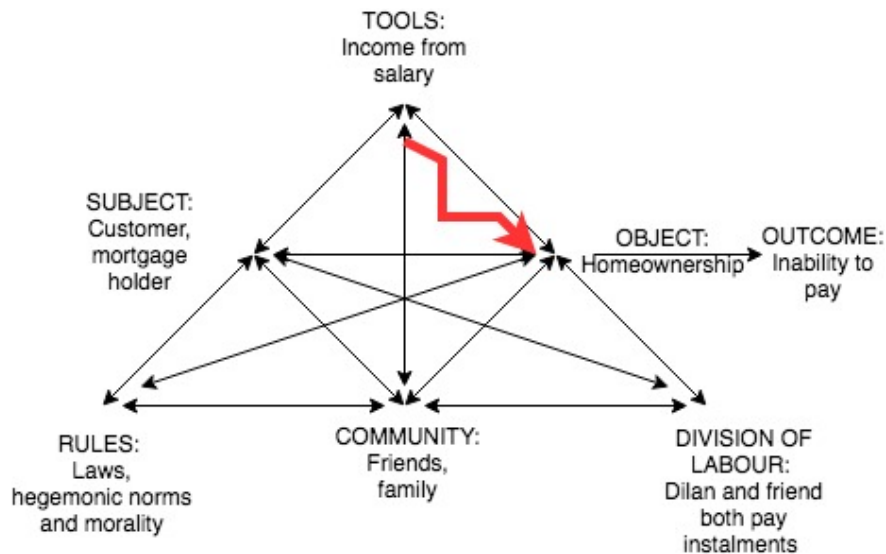 TOOLS:
Income from
salary
SUBJECT:
Customer,
mortgage
holder
OBJECT:
Homeownership
OUTCOME:
Inability to
pay
RULES:
Laws,
hegemonic norms
and morality
COMMUNITY:
Friends,
family
DIVISION OF
LABOUR:
Dilan and friend
both pay
instalments